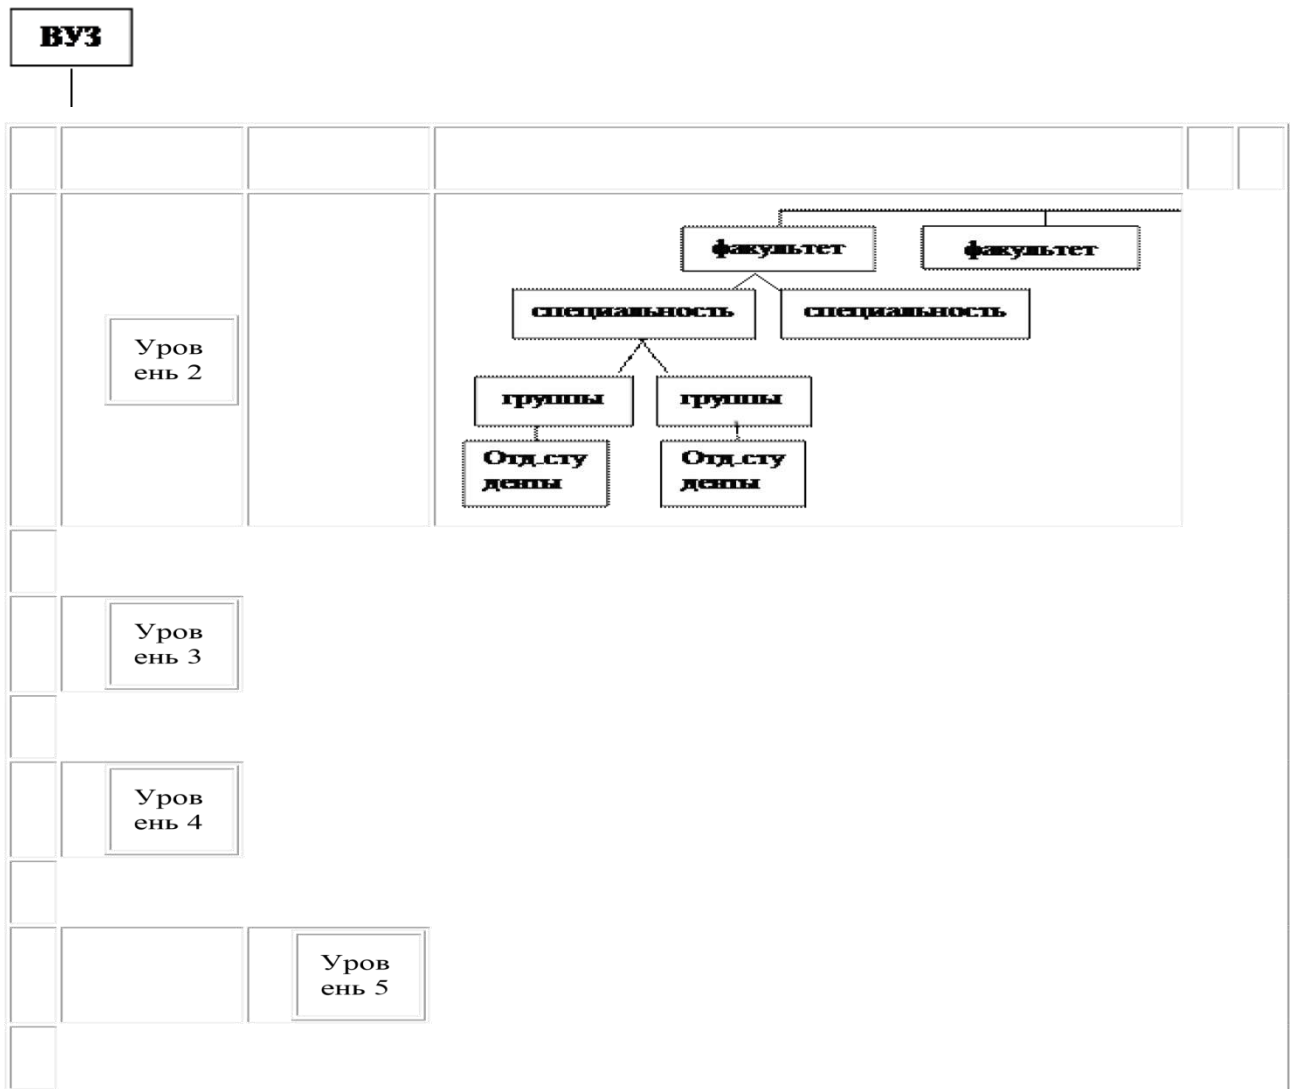 ВУЗ
факультет
факультет
специальность
специальность
Уров
ень 2
группы
группы
Отд.сту
денты
Отд.сту
денты
Уров
ень 3
Уров
ень 4
Уров
ень 5